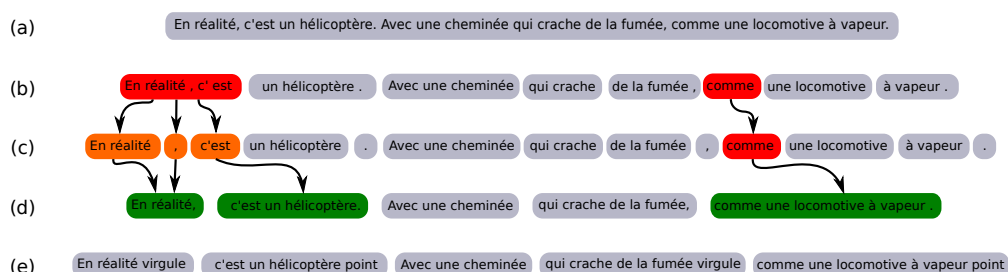 (a) En réalité, c'est un hélicoptère. Avec une cheminée qui crache de la fumée, comme une locomotive à vapeur.
(b) En réalité , c' est un hélicoptère . Avec une cheminée qui crache de la fumée , comme une locomotive à vapeur .
(c) En réalité , c'est un hélicoptère . Avec une cheminée qui crache de la fumée , comme une locomotive à vapeur .
(d) En réalité, c'est un hélicoptère. Avec une cheminée qui crache de la fumée, comme une locomotive à vapeur .
(e) En réalité virgule c'est un hélicoptère point Avec une cheminée qui crache de la fumée virgule comme une locomotive à vapeur point